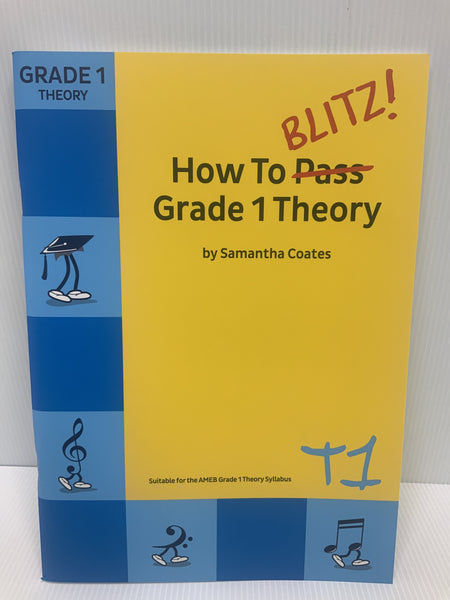 GRADE 1
THEORY
BLITZ!
How To Pass
Grade 1 Theory
by Samantha Coates
T1
Suitable for the AMEB Grade 1 Theory Syllabus